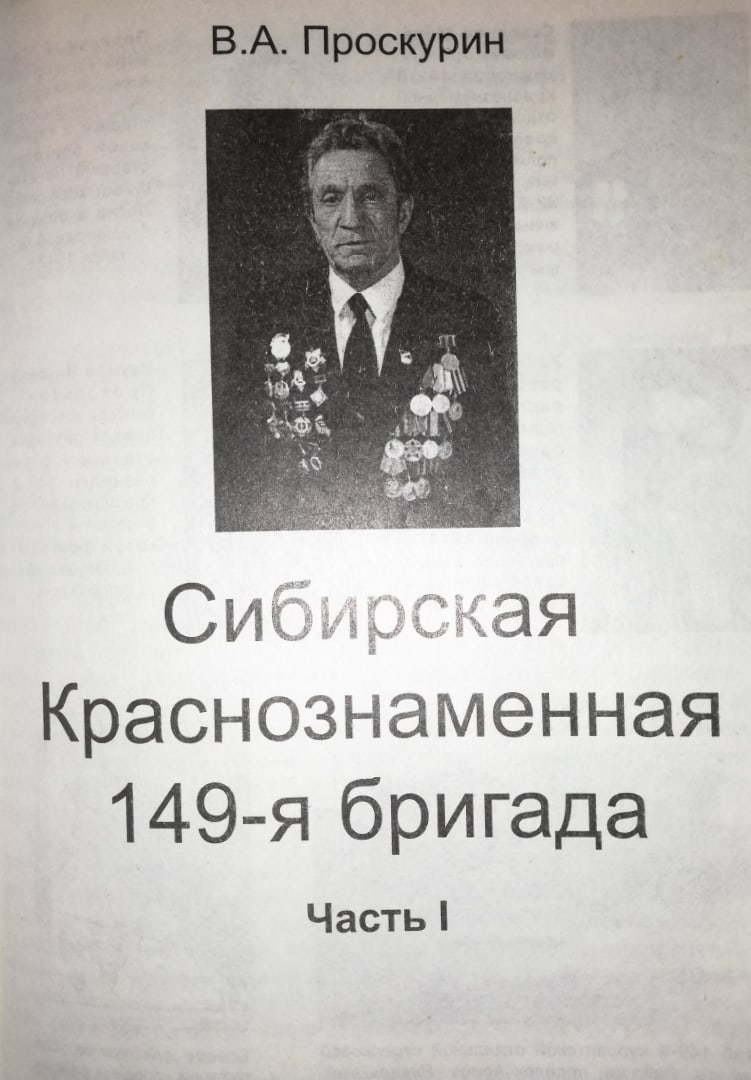 В.А. Проскурин
Сибирская
Краснознаменная
149-я бригада
Часть I